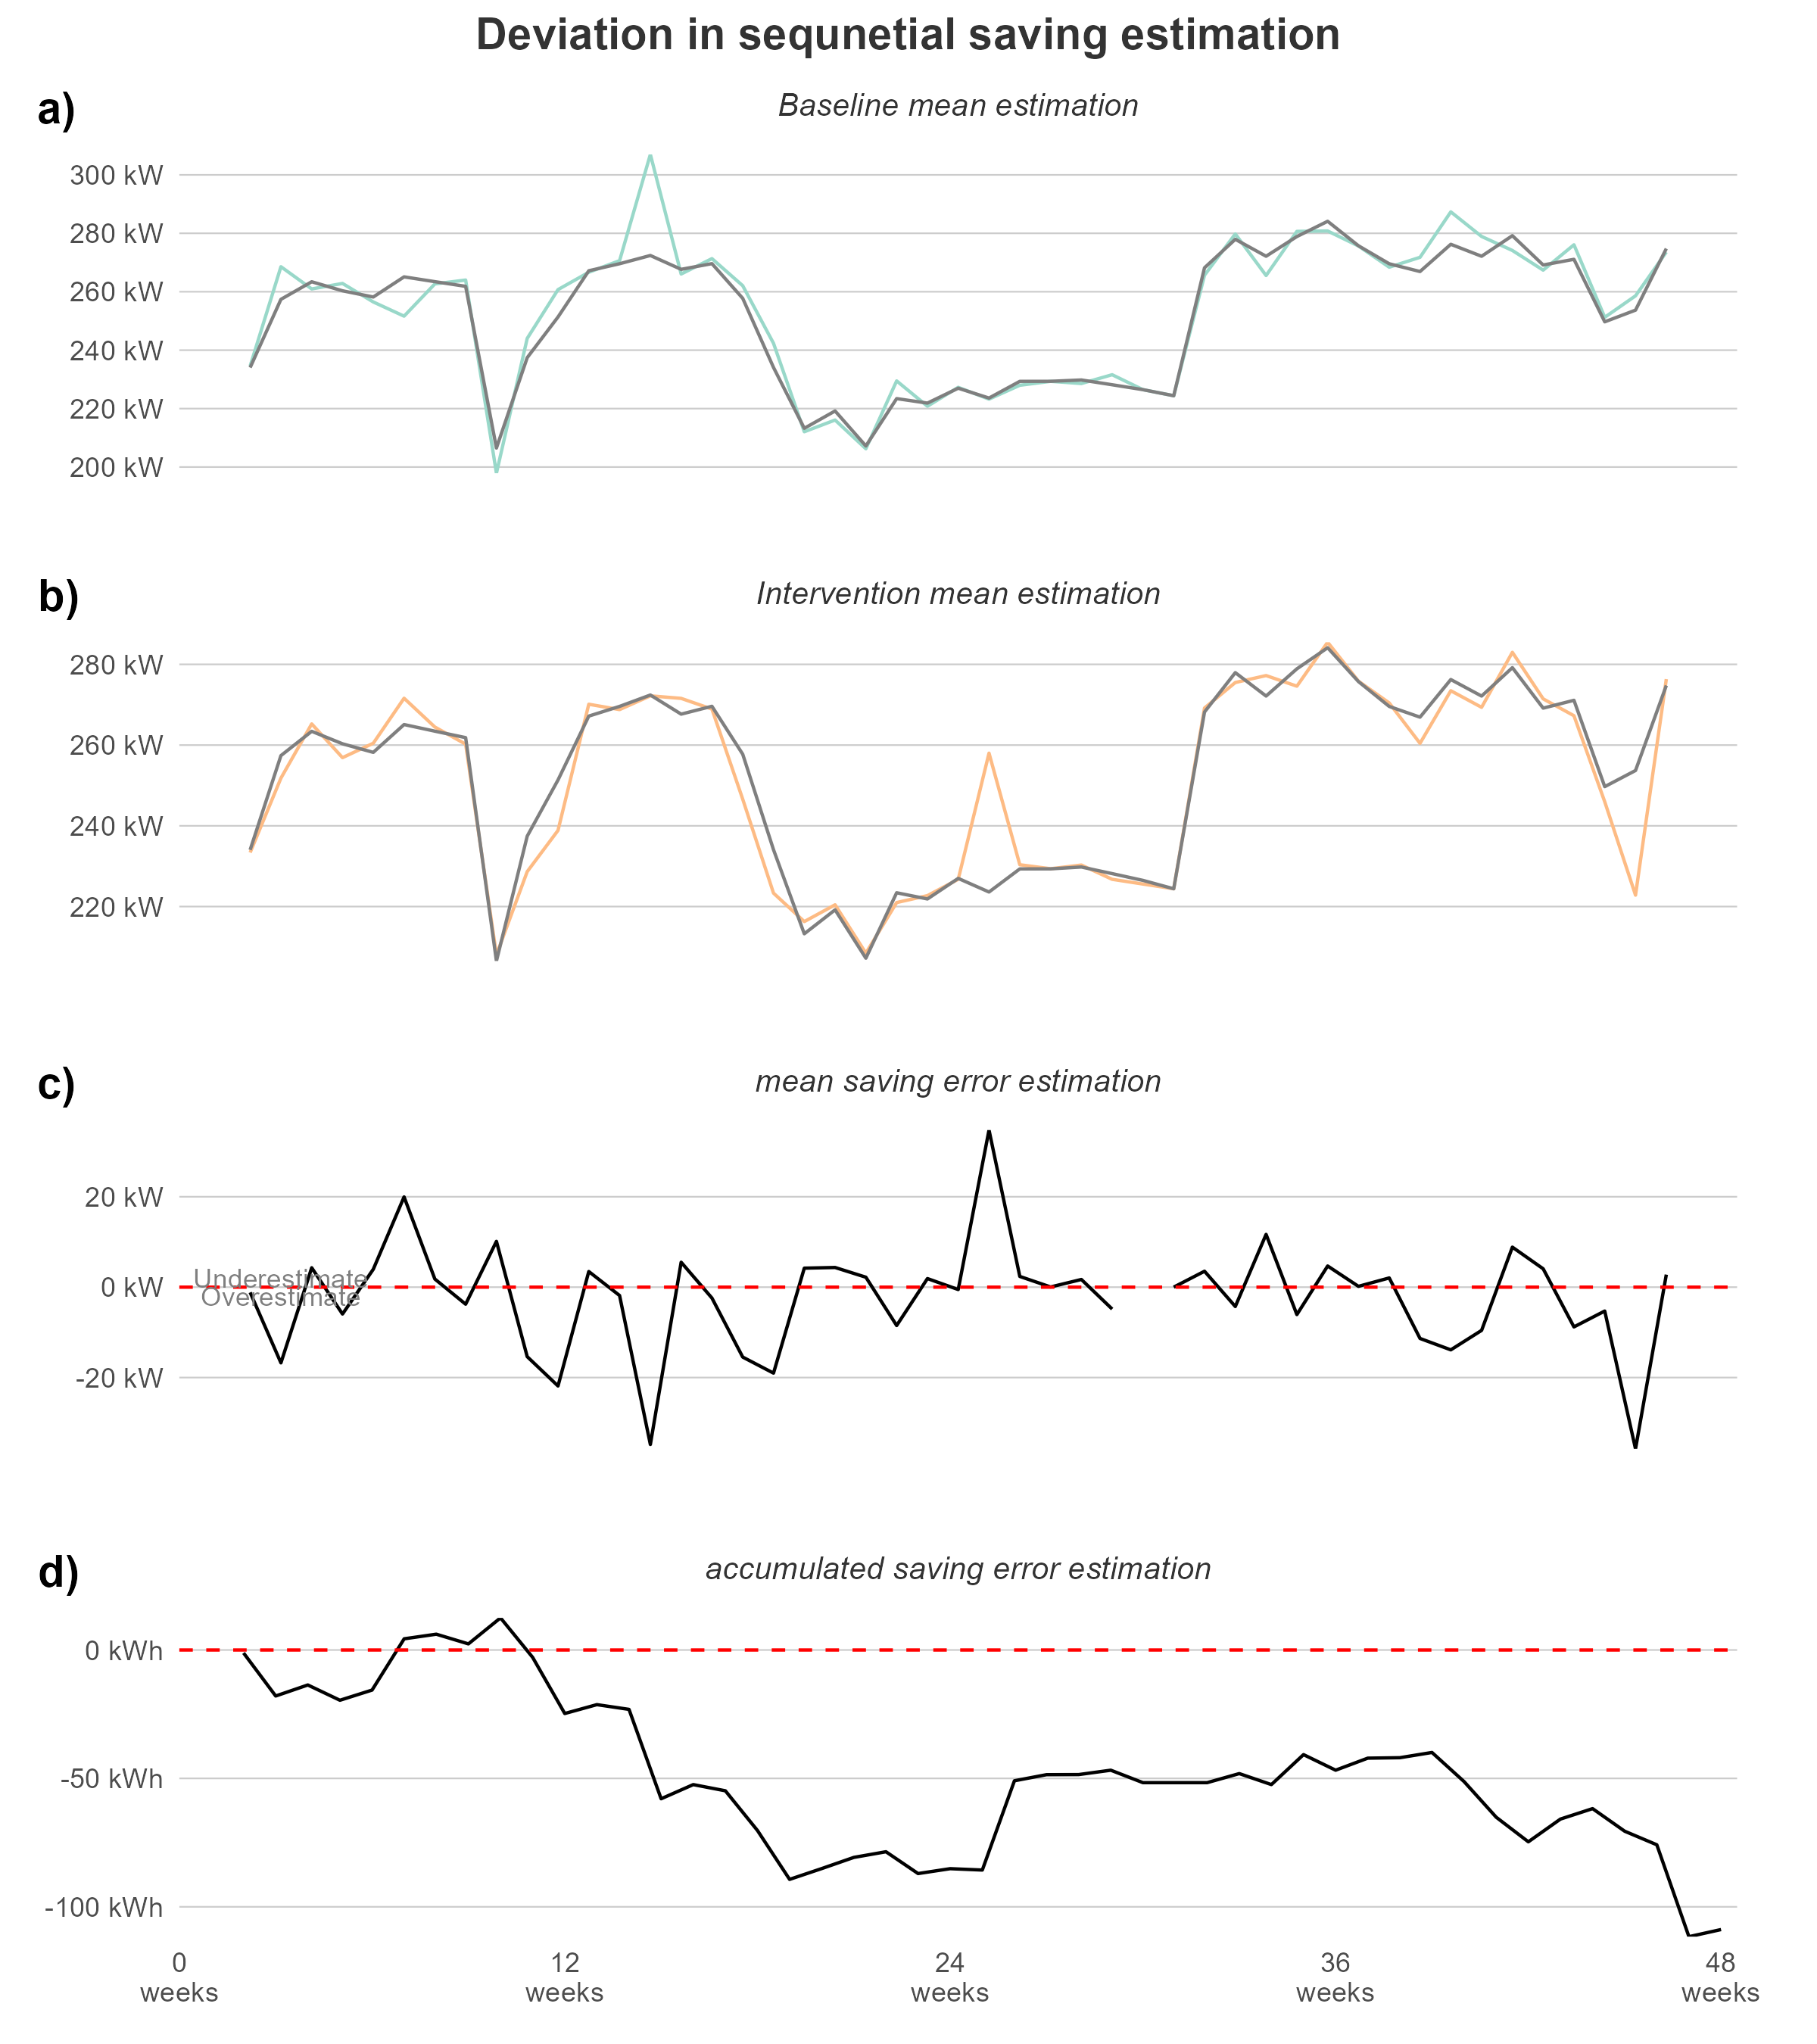 Deviation in sequnetial saving estimation
a)
Baseline mean estimation
300 kW
280 kW
260 kW
240 kW
220 kW
200 kW
b)
Intervention mean estimation
280 kW
260 kW
240 kW
220 kW
c)
mean saving error estimation
20 kW
Underestimate
0 kW
Overestimate
-20 kW
d)
accumulated saving error estimation
0 kWh
-50 kWh
-100 kWh
0 12 24 36 48
weeks weeks weeks weeks weeks